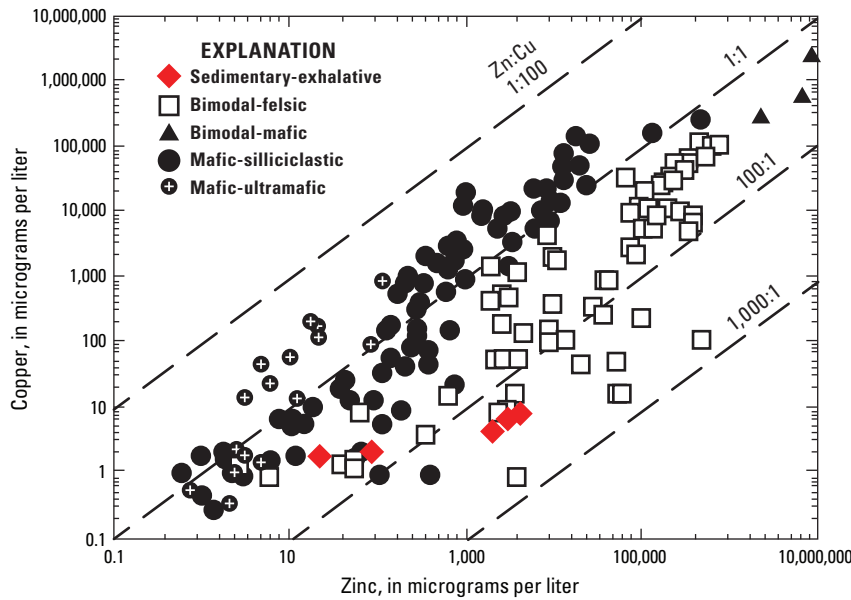 10,000,000
1,000,000
100,000
10,000
1,000
100
10
1
0.1
Copper, in micrograms per liter
EXPLANATION
Sedimentary-exhalative
Bimodal-felsic
Bimodal-mafic
Mafic-silliciclastic
Mafic-ultramafic
Zn:Cu
1:100
1:1
100:1
1,000:1
0.1
10
1,000
100,000
10,000,000
Zinc, in micrograms per liter